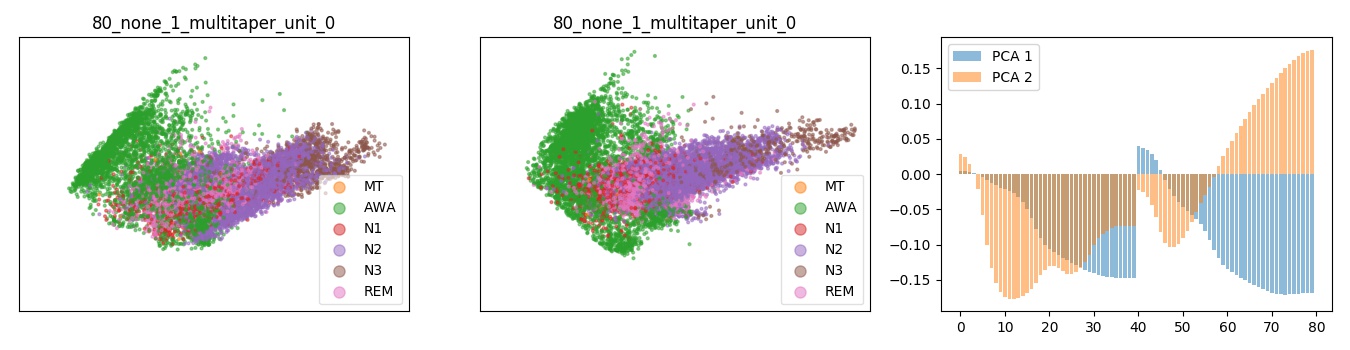 80_none_1_multitaper_unit_0
MT
AWA
N1
N2
N3
REM
80_none_1_multitaper_unit_0
MT
AWA
N1
N2
N3
REM
PCA 1
PCA 2
0.15
0.10
0.05
0.00
−0.05
−0.10
−0.15
0 10 20 30 40 50 60 70 80